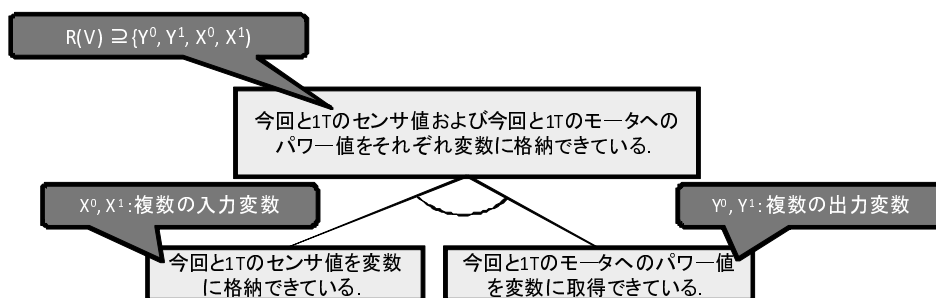 R(V) ⊇{Y⁰, Y¹, X⁰, X¹)
今回と1Tのセンサ値および今回と1Tのモータへの
パワー値をそれぞれ変数に格納できている.
X⁰, X¹:複数の入力変数
Y⁰, Y¹:複数の出力変数
今回と1Tのセンサ値を変数
に格納できている.
今回と1Tのモータへのパワー値
を変数に取得できている.